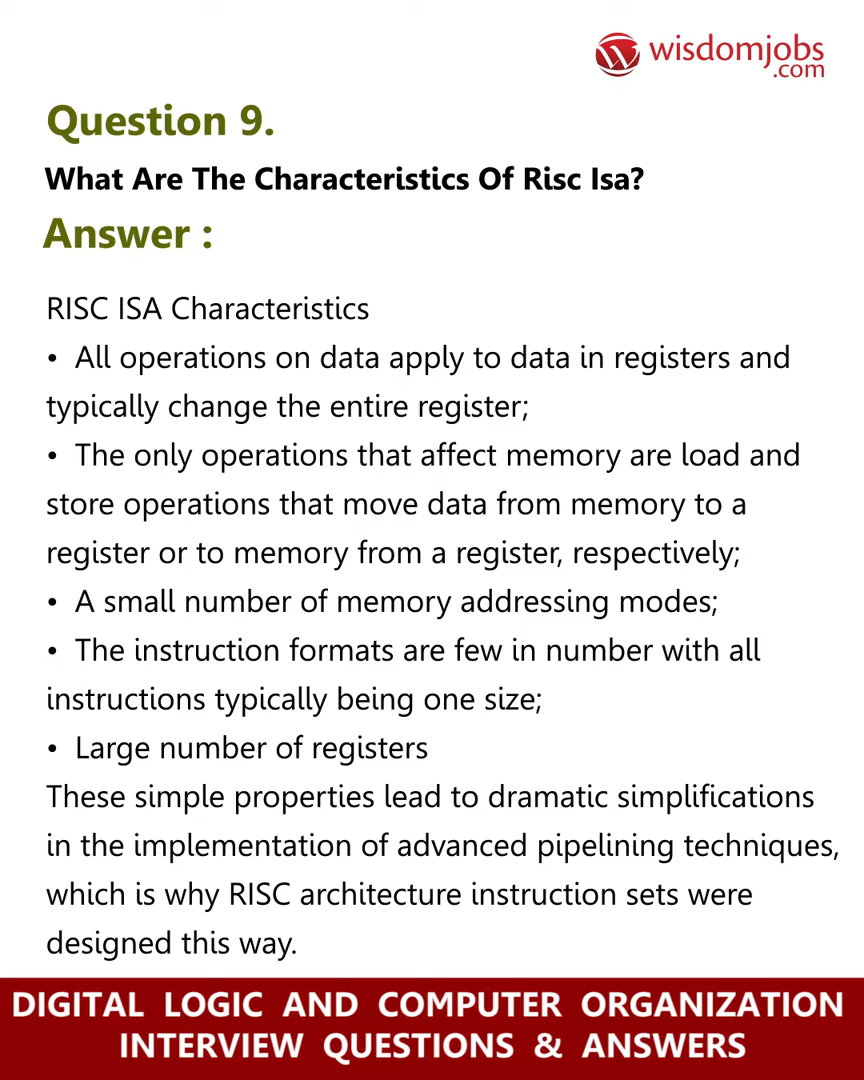 wisdomjobs
.com
Question 9.
What Are The Characteristics Of Risc Isa?
Answer :
RISC ISA Characteristics
• All operations on data apply to data in registers and
typically change the entire register;
• The only operations that affect memory are load and
store operations that move data from memory to a
register or to memory from a register, respectively;
• A small number of memory addressing modes;
• The instruction formats are few in number with all
instructions typically being one size;
• Large number of registers
These simple properties lead to dramatic simplifications
in the implementation of advanced pipelining techniques,
which is why RISC architecture instruction sets were
designed this way.
DIGITAL LOGIC AND COMPUTER ORGANIZATION
INTERVIEW QUESTIONS & ANSWERS